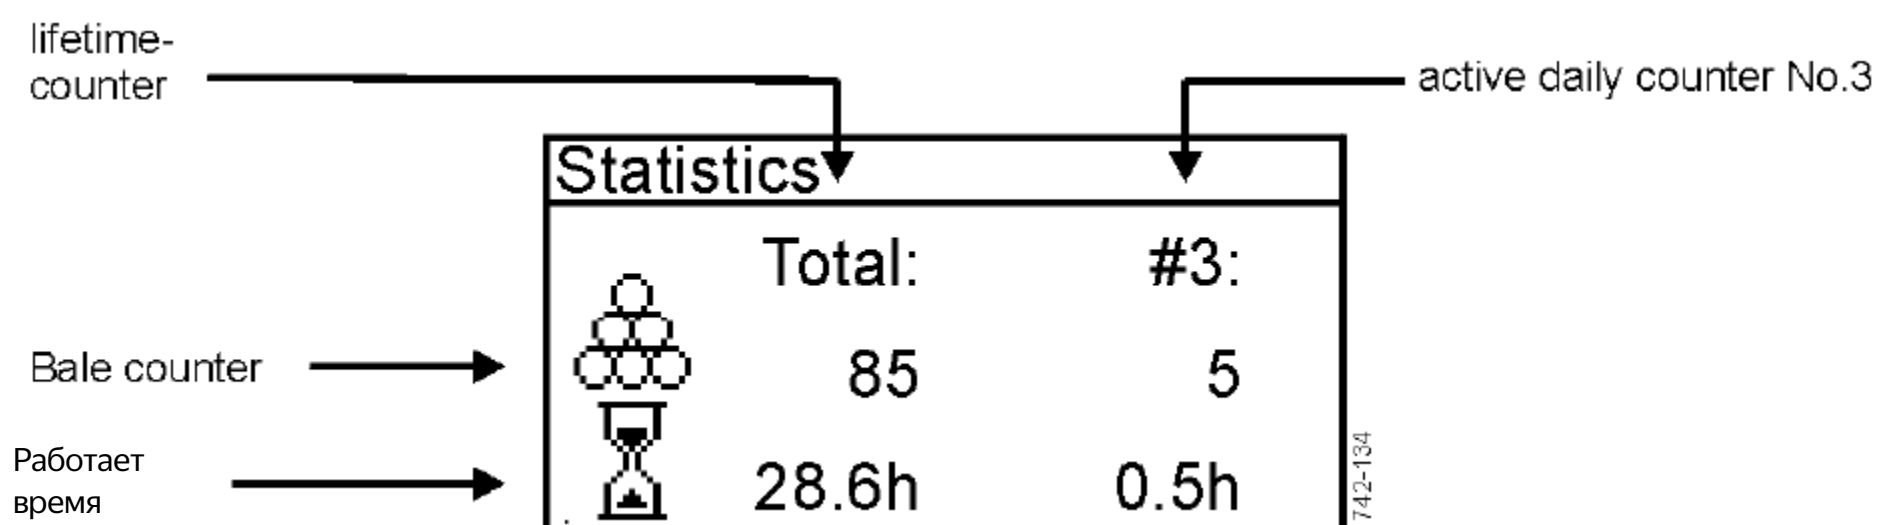 lifetime-
counter
active daily counter No.3
Statistics
Total: #3:
Bale counter 85 5
Работает
время
28.6h 0.5h
742-134